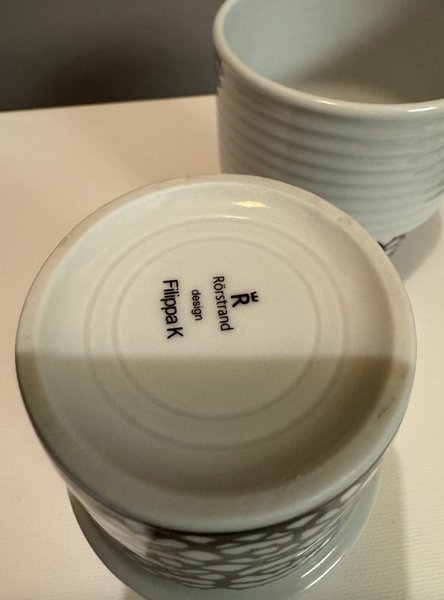 R
Rörstrand
design
Filippa K